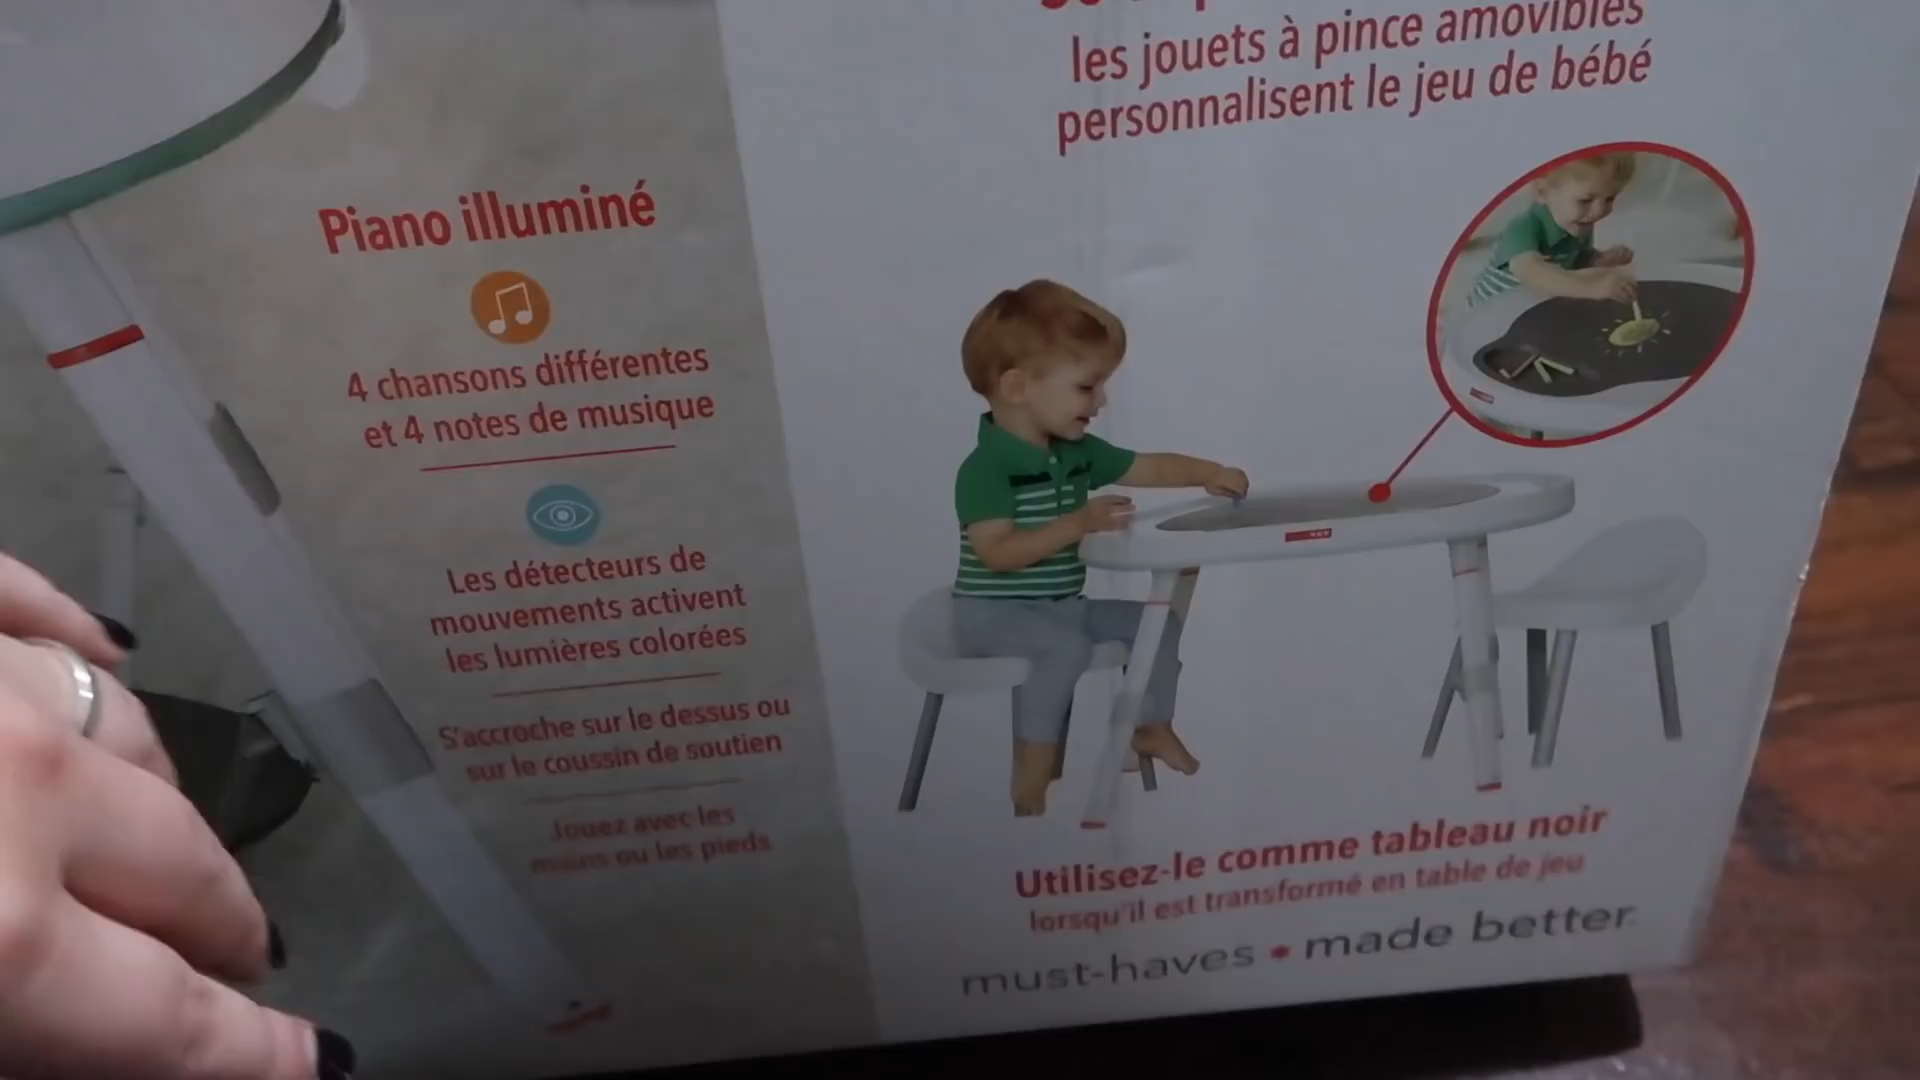 les jouets à pince amovibles
personnalisent le jeu de bébé
Piano illuminé
4 chansons différentes
et 4 notes de musique
Les détecteurs de
mouvements activent
les lumières colorées
S'accroche sur le dessus ou
sur le coussin de soutien
Jouez avec les
mains ou les pieds
Utilisez-le comme tableau noir
lorsqu'il est transformé en table de jeu
must-haves • made better.